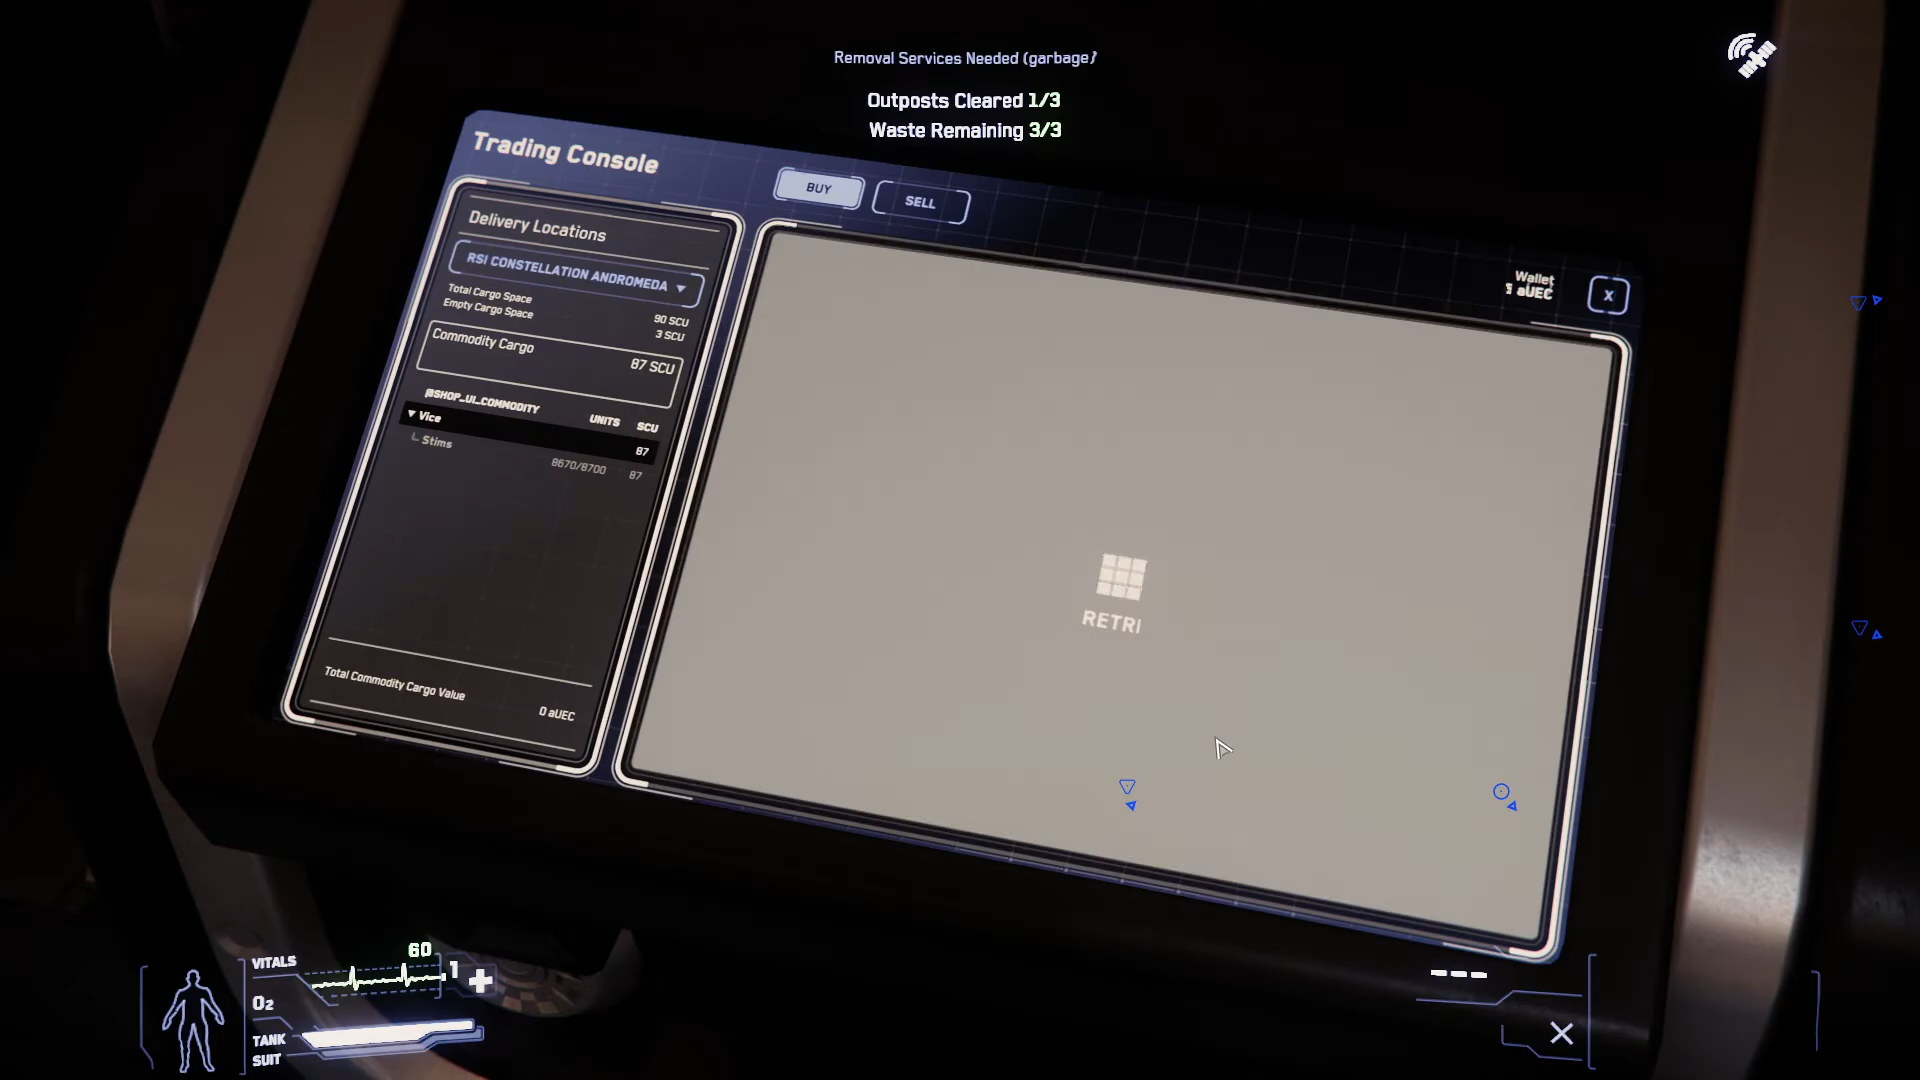 Removal Services Needed (garbage)
Outposts Cleared 1/3
Waste Remaining 3/3
Trading Console
BUY
SELL
Wallet
aUEC
X
Delivery Locations
RSI CONSTELLATION ANDROMEDA
Total Cargo Space 90 SCU
Empty Cargo Space 3 SCU
Commodity Cargo 87 SCU
@SHOP_UI_COMMODITY UNITS SCU
Vice 87
Stims 8670/8700 87
RETRI
Total Commodity Cargo Value
0 aUEC
60
VITALS
1
O2
TANK
SUIT